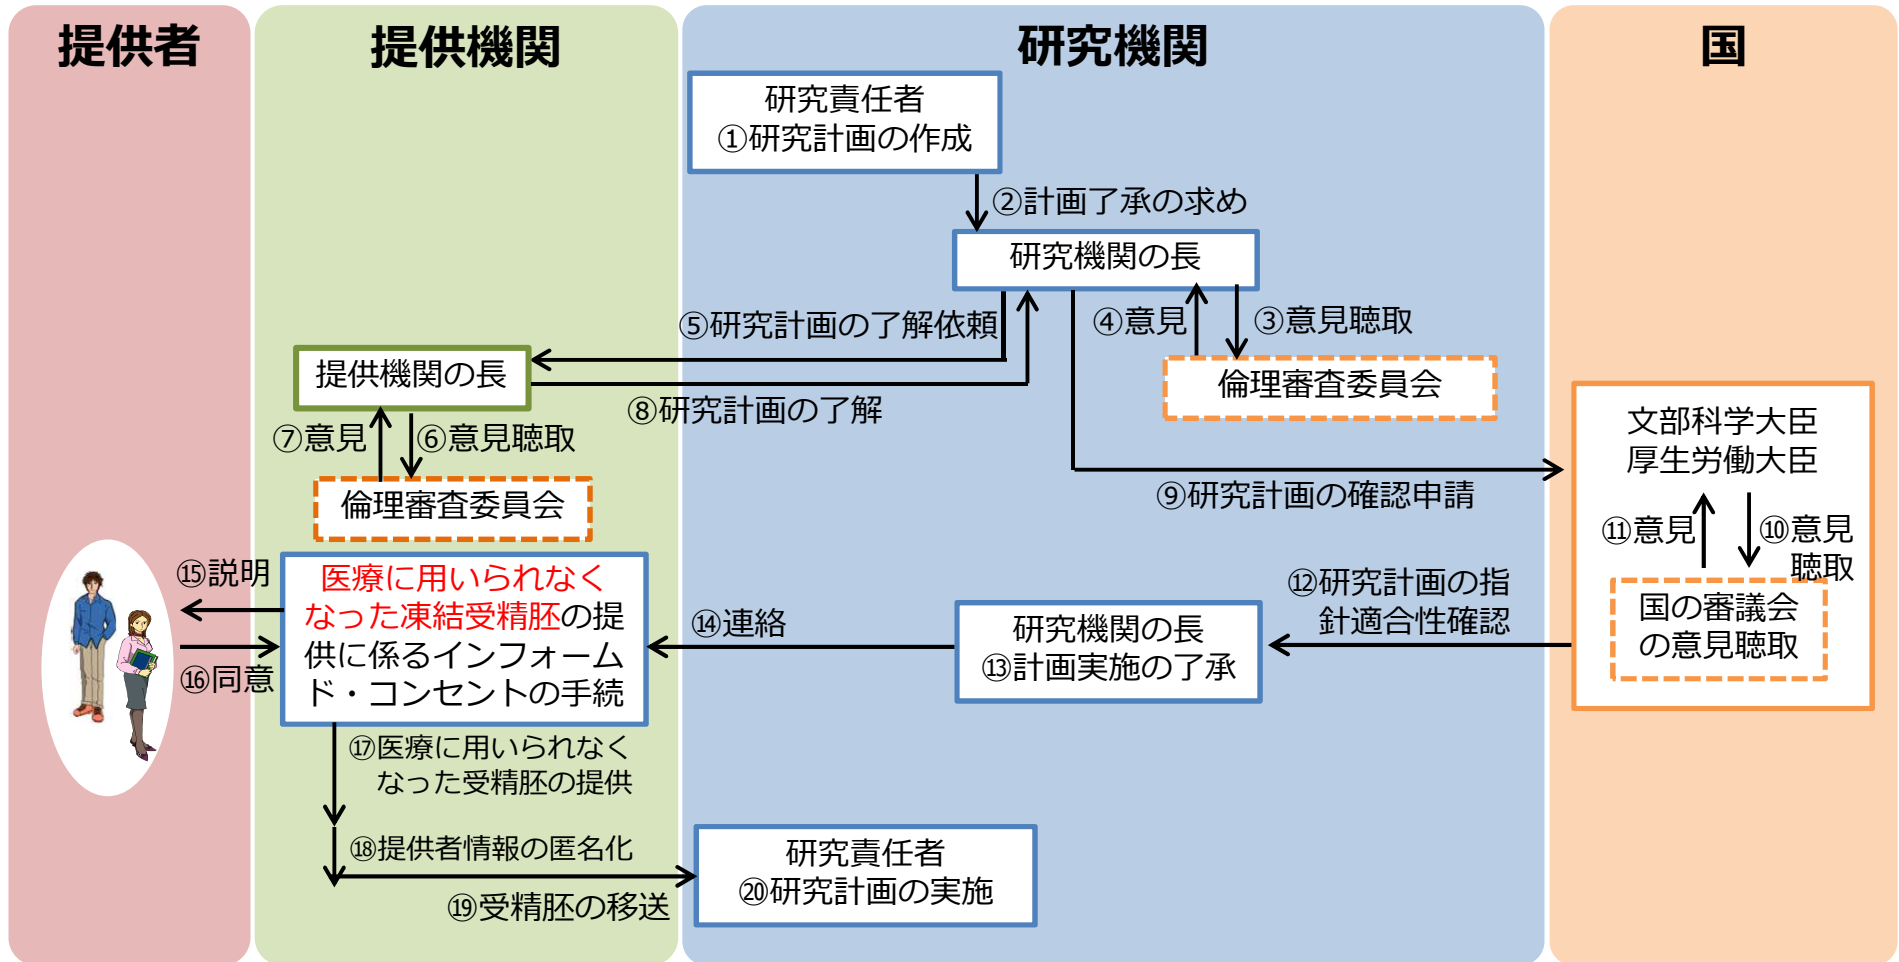 提供者
提供機関
研究機関
国
研究責任者
①研究計画の作成
②計画了承の求め
研究機関の長
④意見
③意見聴取
倫理審査委員会
⑤研究計画の了解依頼
提供機関の長
⑧研究計画の了解
⑦意見
⑥意見聴取
倫理審査委員会
⑨研究計画の確認申請
文部科学大臣
厚生労働大臣
⑪意見
⑩意見
聴取
国の審議会
の意見聴取
⑫研究計画の指
針適合性確認
研究機関の長
⑬計画実施の了承
⑭連絡
医療に用いられなく
なった凍結受精胚の提
供に係るインフォーム
ド・コンセントの手続
⑮説明
⑯同意
⑰医療に用いられなく
なった受精胚の提供
⑱提供者情報の匿名化
⑲受精胚の移送
研究責任者
⑳研究計画の実施